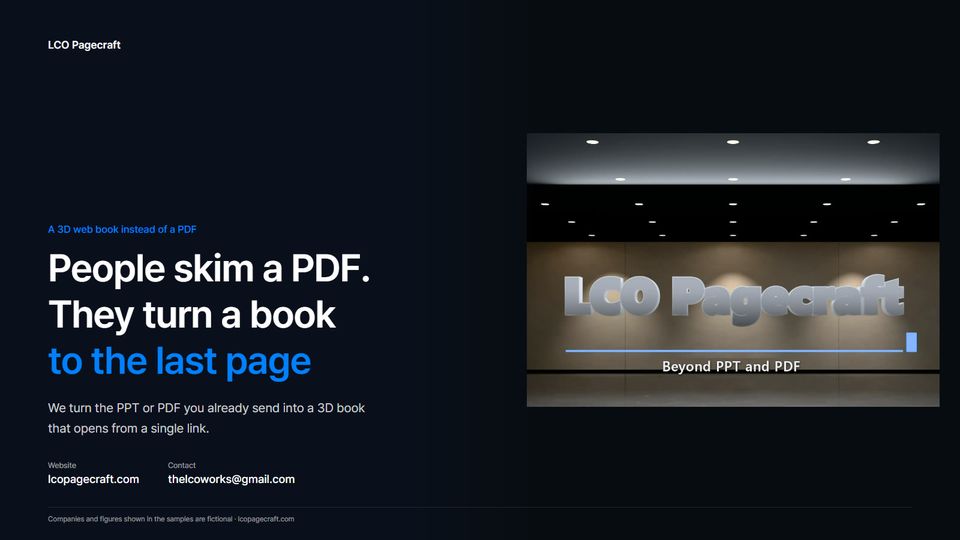 LCO Pagecraft
A 3D web book instead of a PDF
People skim a PDF.
They turn a book
to the last page
We turn the PPT or PDF you already send into a 3D book
that opens from a single link.
Website
lcopagecraft.com
Contact
thelcoworks@gmail.com
Companies and figures shown in the samples are fictional · lcopagecraft.com
LCO Pagecraft
Beyond PPT and PDF